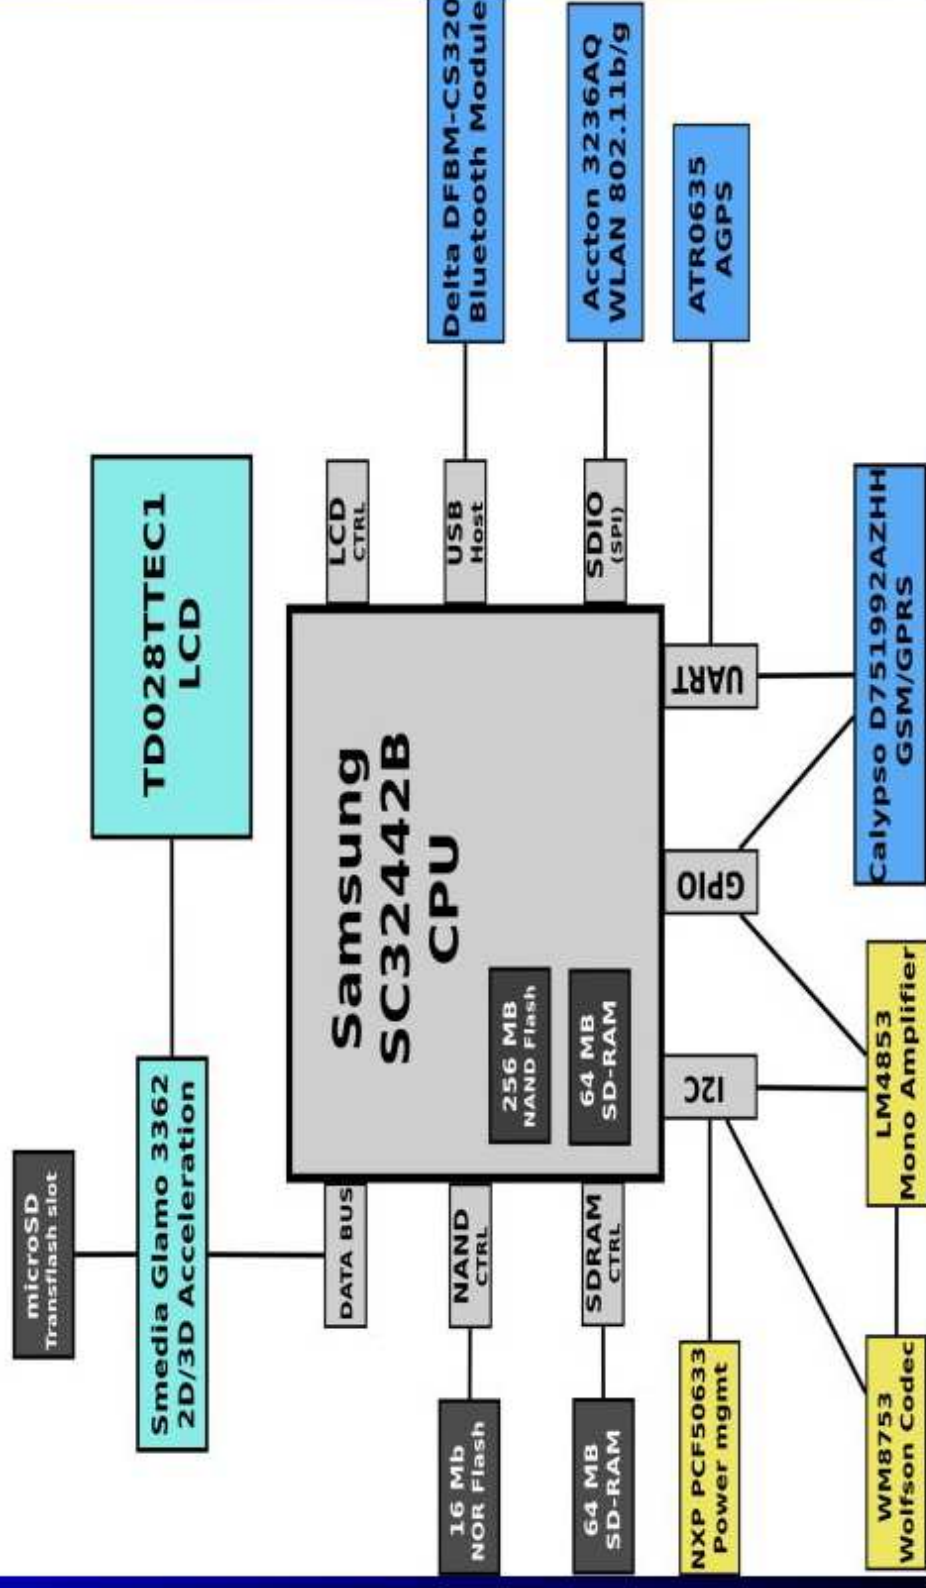 microSD
Transflash slot
Smedia Glamo 3362
2D/3D Acceleration
TD028TTEC1
LCD
DATA BUS
LCD
CTRL
Samsung
SC32442B
CPU
NAND
CTRL
USB
Host
Delta DFBM-CS320
Bluetooth Module
16 Mb
NOR Flash
256 MB
NAND Flash
64 MB
SD-RAM
SDRAM
CTRL
SDIO
(SPI)
Accton 3236AQ
WLAN 802.11b/g
64 MB
SD-RAM
I2C
GPIO
UART
ATR0635
AGPS
NXP PCF50633
Power mgmt
WM8753
Wolfson Codec
LM4853
Mono Amplifier
Calypso D751992AZHH
GSM/GPRS